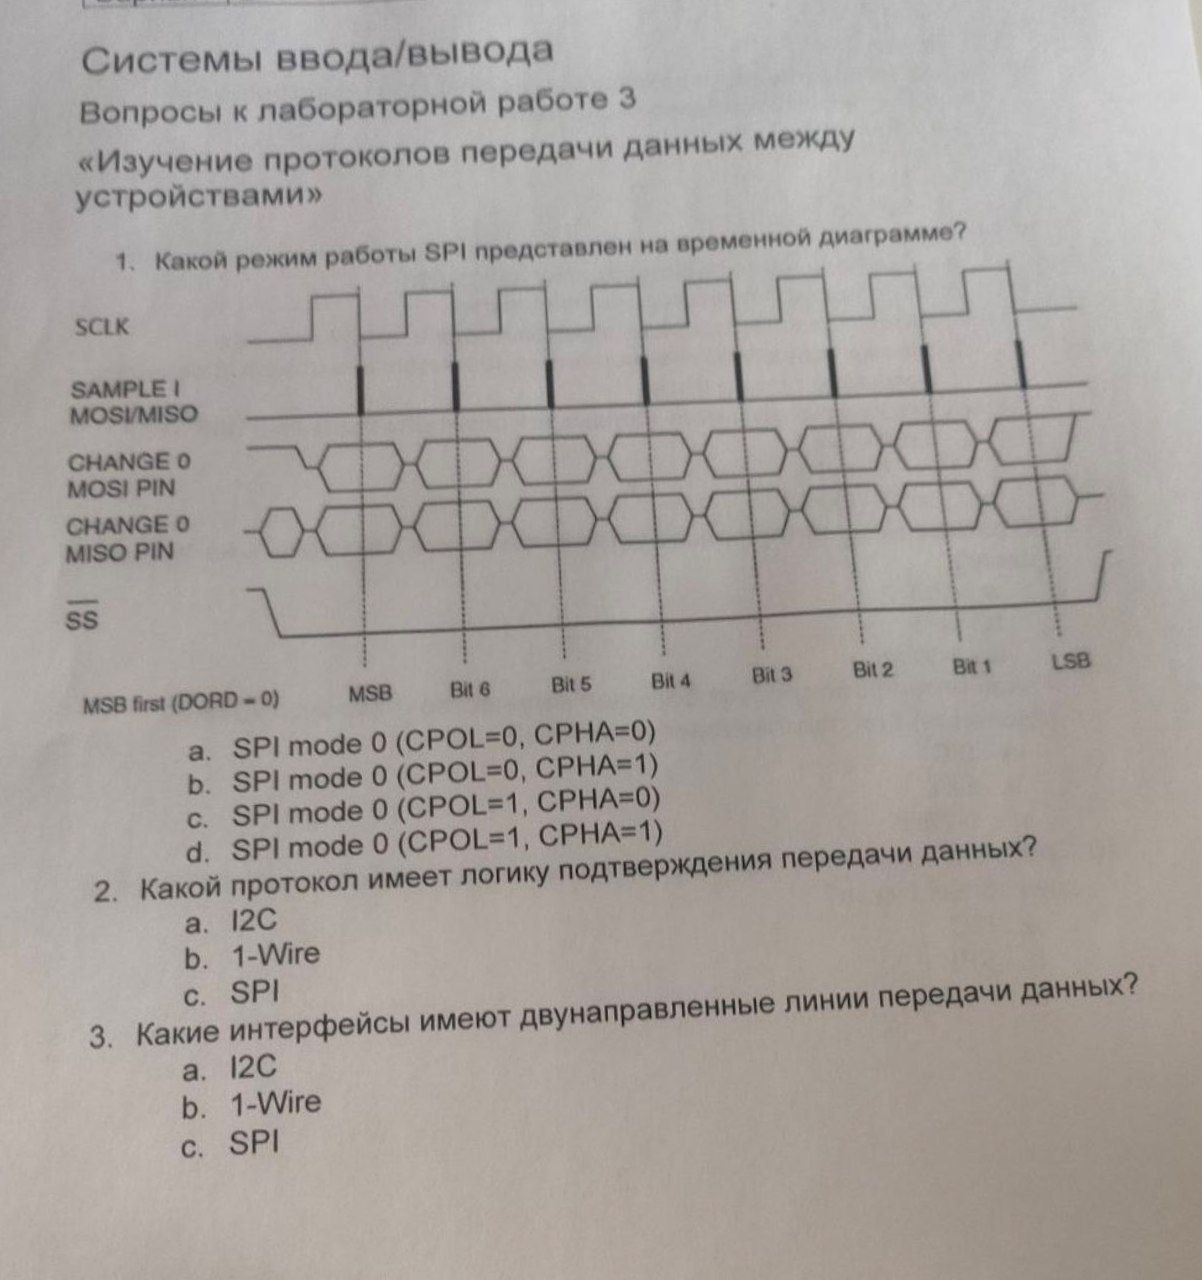 Системы ввода/вывода
Вопросы к лабораторной работе 3
«Изучение протоколов передачи данных между
устройствами»
1. Какой режим работы SPI представлен на временной диаграмме?
SCLK
SAMPLE I
MOSI/MISO
CHANGE 0
MOSI PIN
CHANGE 0
MISO PIN
SS
MSB first (DORD = 0) MSB Bit 6 Bit 5 Bit 4 Bit 3 Bit 2 Bit 1 LSB
a. SPI mode 0 (CPOL=0, CPHA=0)
b. SPI mode 0 (CPOL=0, CPHA=1)
c. SPI mode 0 (CPOL=1, CPHA=0)
d. SPI mode 0 (CPOL=1, CPHA=1)
2. Какой протокол имеет логику подтверждения передачи данных?
a. I2C
b. 1-Wire
c. SPI
3. Какие интерфейсы имеют двунаправленные линии передачи данных?
a. I2C
b. 1-Wire
c. SPI